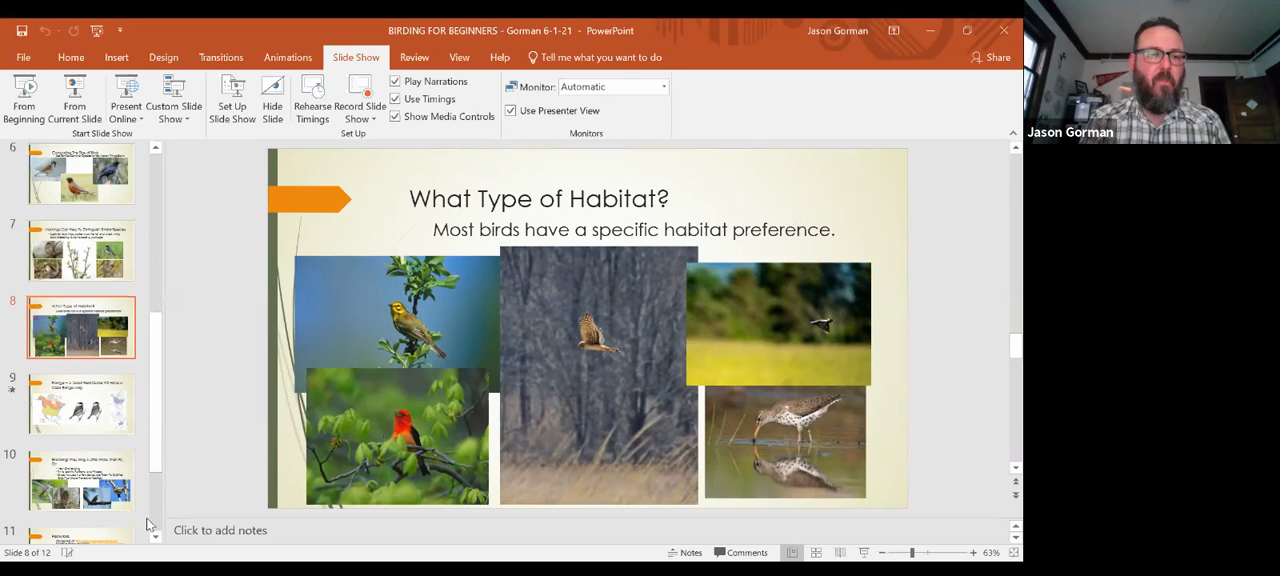 BIRDING FOR BEGINNERS - Gorman 6-1-21 - PowerPoint
Jason Gorman
File Home Insert Design Transitions Animations Slide Show Review View Help Tell me what you want to do
Share
From Beginning
From Current Slide
Present Online
Custom Slide Show
Set Up Slide Show
Hide Slide
Rehearse Timings
Record Slide Show
Play Narrations
Use Timings
Show Media Controls
Monitor: Automatic
Use Presenter View
Start Slide Show
Set Up
Monitors
Jason Gorman
6
7
8
What Type of Habitat?
9
10
11
Resources
What Type of Habitat?
Most birds have a specific habitat preference.
Click to add notes
Slide 8 of 12
Notes
Comments
63%